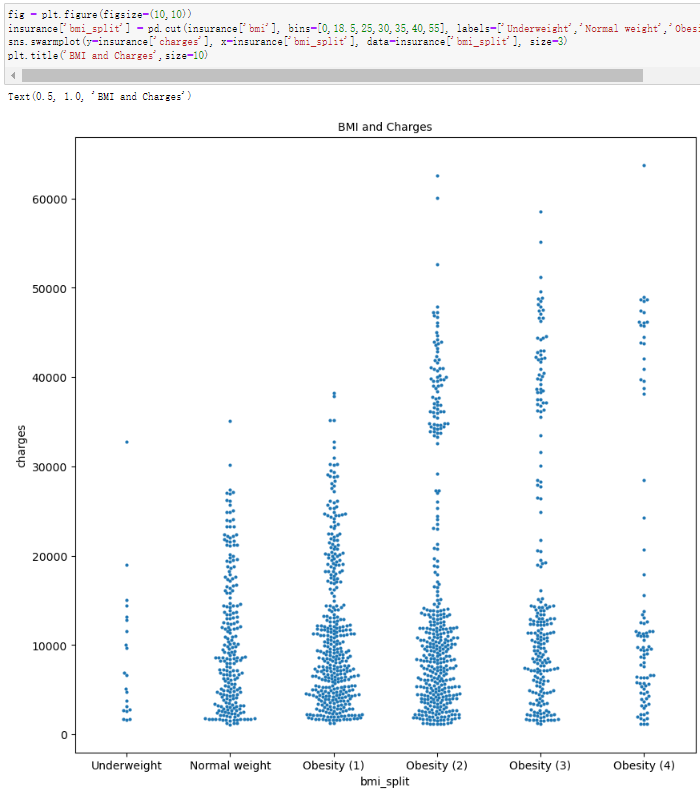 fig = plt.figure(figsize=(10,10))
insurance['bmi_split'] = pd.cut(insurance['bmi'], bins=[0,18.5,25,30,35,40,55], labels=['Underweight','Normal weight','Obesi
sns.swarmplot(y=insurance['charges'], x=insurance['bmi_split'], data=insurance['bmi_split'], size=3)
plt.title('BMI and Charges',size=10)
Text(0.5, 1.0, 'BMI and Charges')
BMI and Charges
60000
50000
40000
30000
20000
10000
0
charges
Underweight Normal weight Obesity (1) Obesity (2) Obesity (3) Obesity (4)
bmi_split